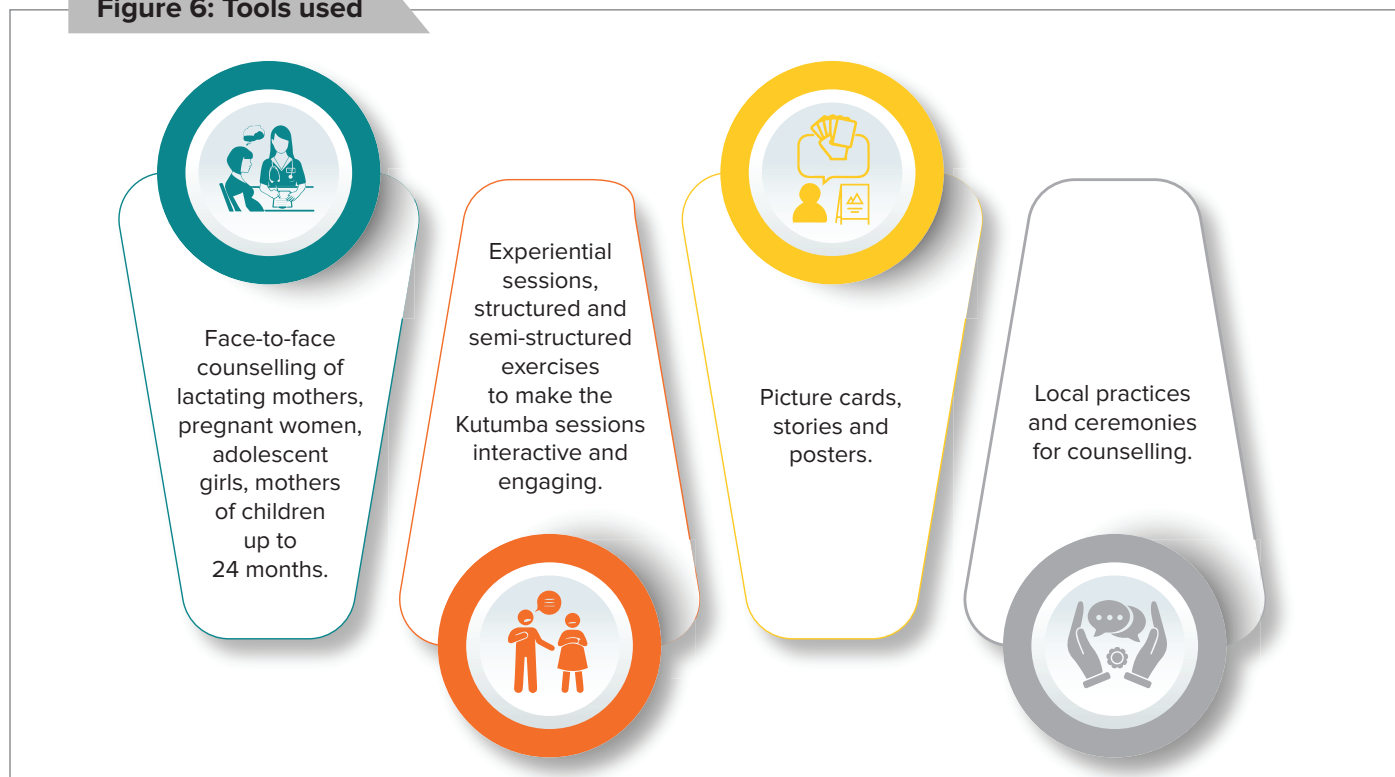 Figure 6: Tools used
Face-to-face
counselling of
lactating mothers,
pregnant women,
adolescent
girls, mothers
of children
up to
24 months.
Experiential
sessions,
structured and
semi-structured
exercises
to make the
Kutumba sessions
interactive and
engaging.
Picture cards,
stories and
posters.
Local practices
and ceremonies
for counselling.